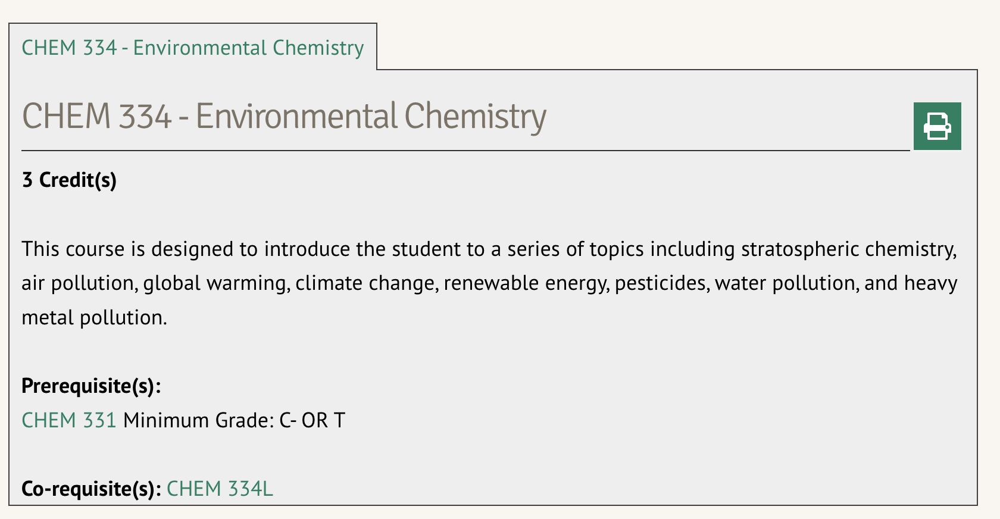 CHEM 334 - Environmental Chemistry
CHEM 334 - Environmental Chemistry
3 Credit(s)
This course is designed to introduce the student to a series of topics including stratospheric chemistry,
air pollution, global warming, climate change, renewable energy, pesticides, water pollution, and heavy
metal pollution.
Prerequisite(s):
CHEM 331 Minimum Grade: C- OR T
Co-requisite(s): CHEM 334L